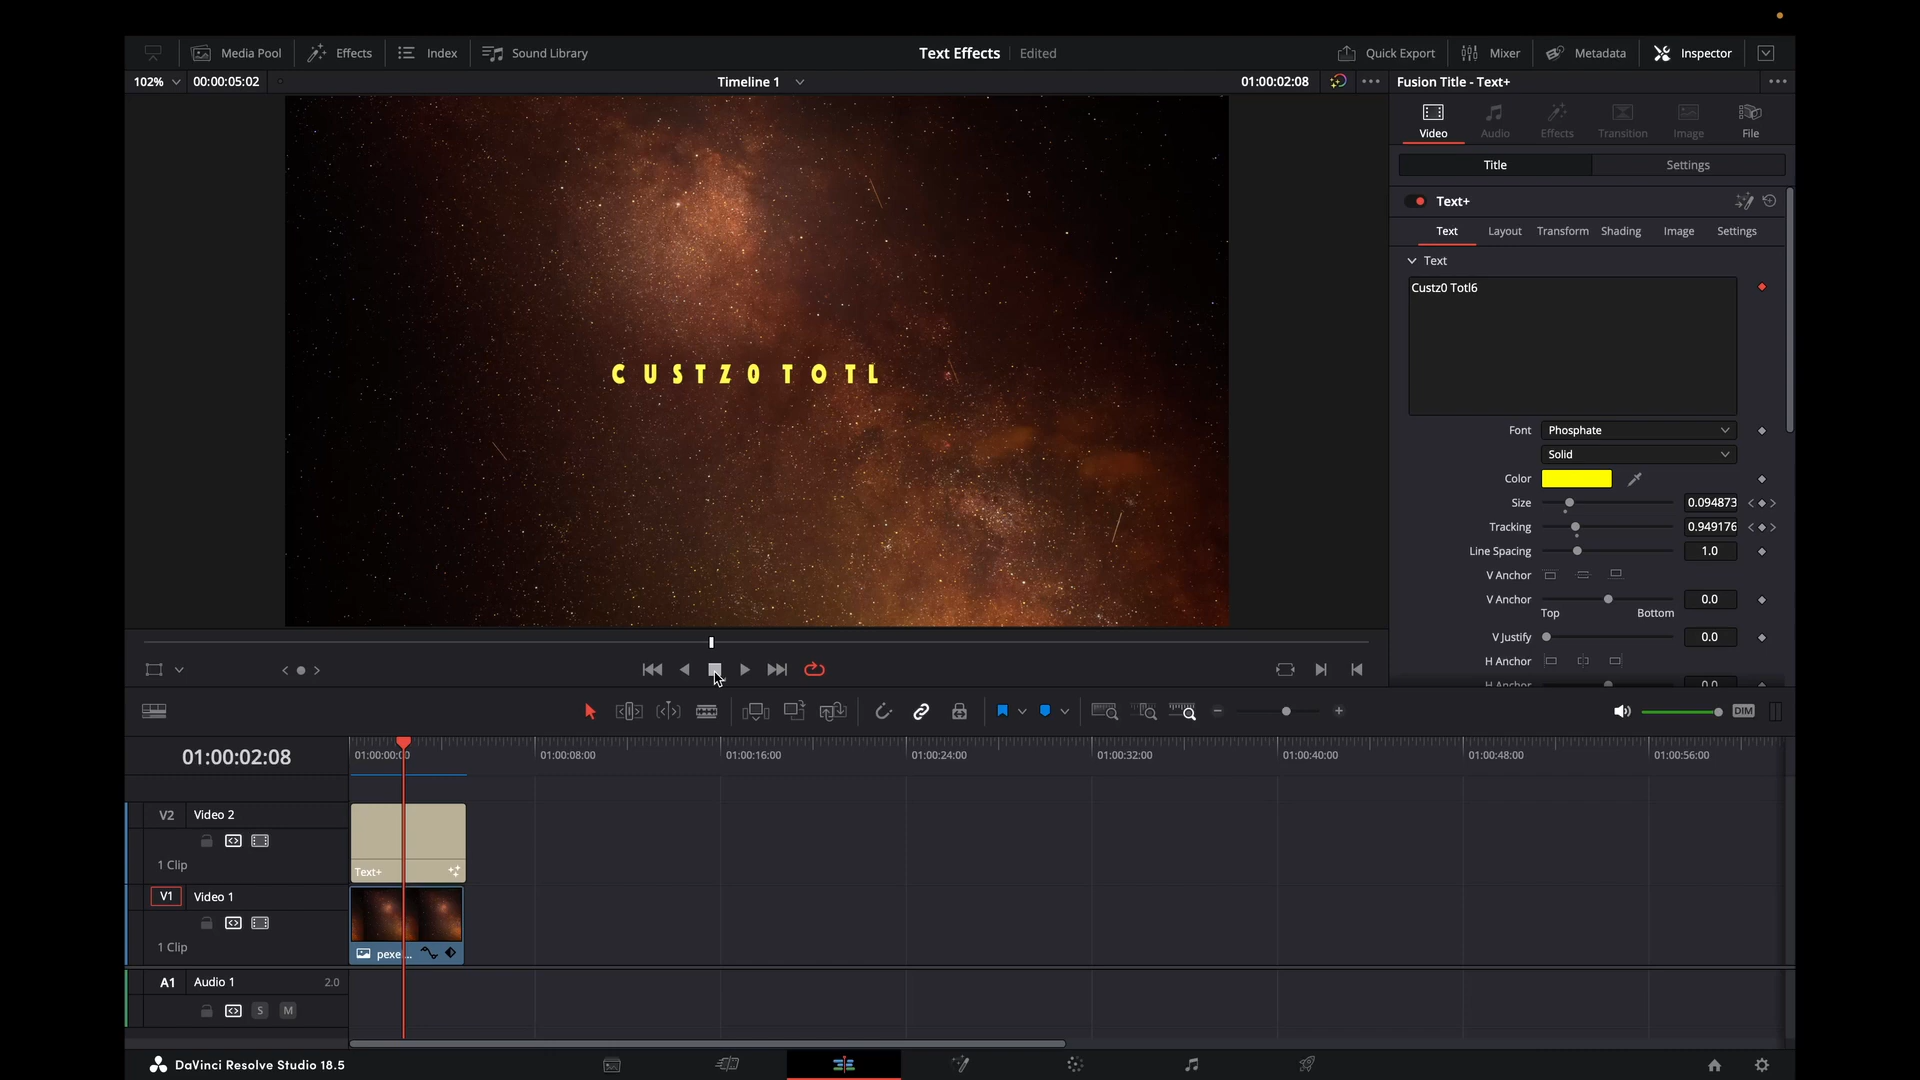 Media Pool Effects Index Sound Library Text Effects Edited Quick Export Mixer Metadata Inspector
102% 00:00:05:02 Timeline 1 01:00:02:08 Fusion Title - Text+
Video Audio Effects Transition Image File
Title Settings
Text+
Text Layout Transform Shading Image Settings
Text
Custz0 Totl6
CUSTZ0 TOTL
Font Phosphate
Solid
Color
Size 0.094873
Tracking 0.949176
Line Spacing 1.0
V Anchor
V Anchor 0.0
Top Bottom
V Justify 0.0
H Anchor
H Anchor 0.0
DIM
01:00:02:08 01:00:00:00 01:00:08:00 01:00:16:00 01:00:24:00 01:00:32:00 01:00:40:00 01:00:48:00 01:00:56:00
V2 Video 2
1 Clip
Text+
V1 Video 1
1 Clip
pexe...
A1 Audio 1 2.0
S M
DaVinci Resolve Studio 18.5